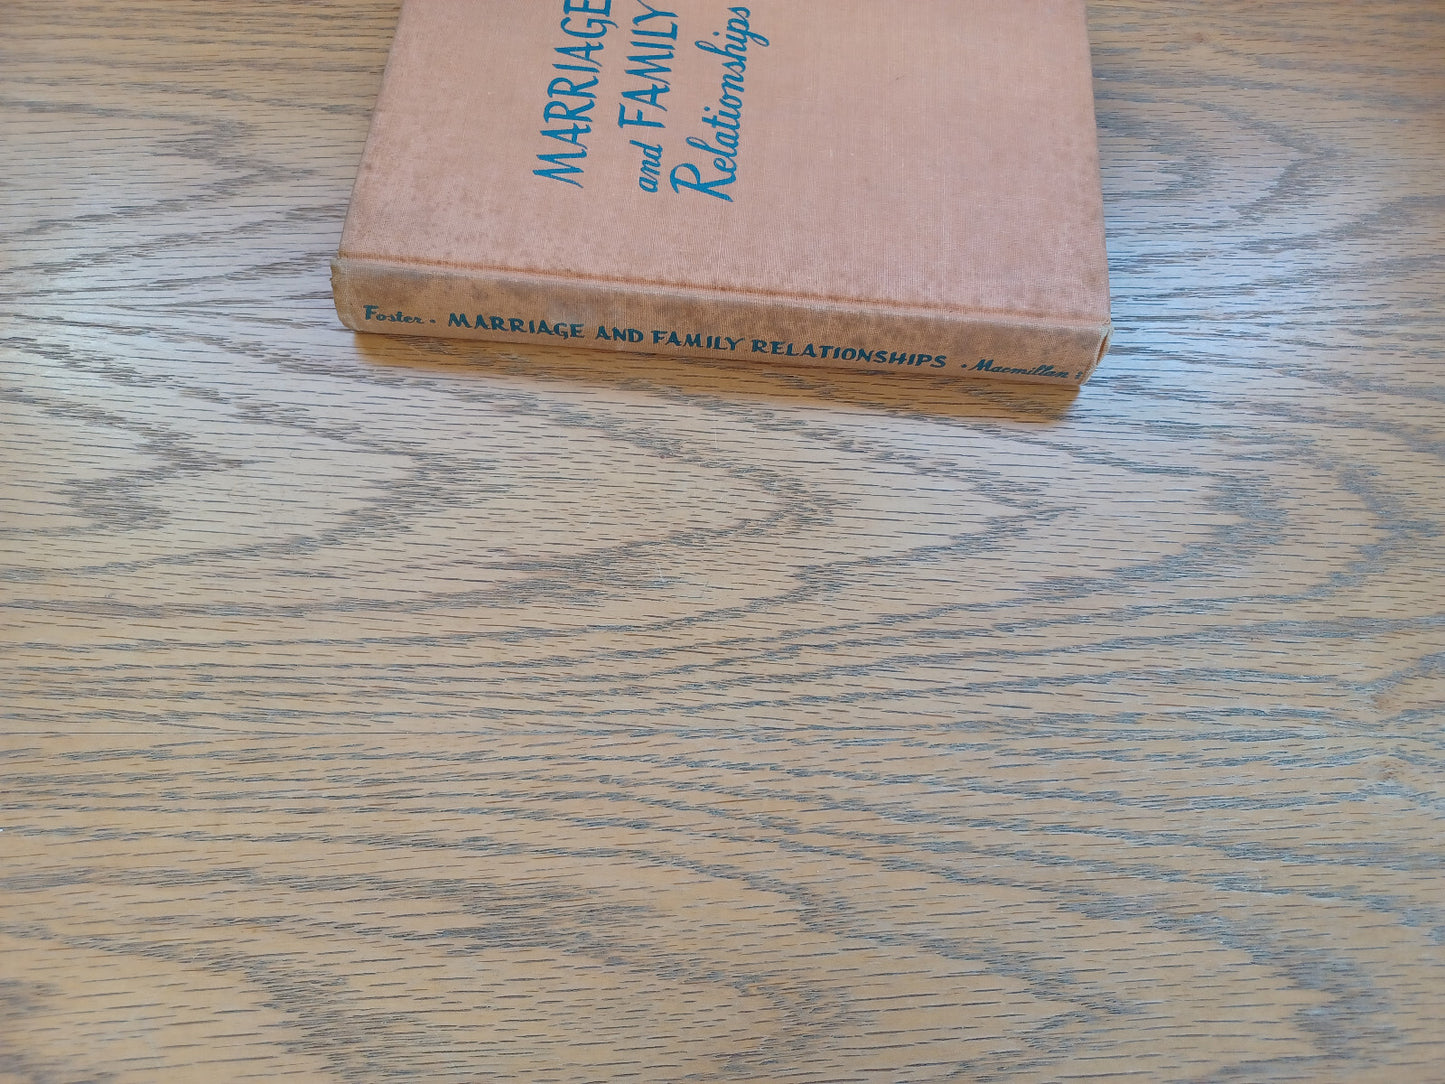 MARRIAGE
and FAMILY
Relationships
Foster • MARRIAGE AND FAMILY RELATIONSHIPS • Macmillan :